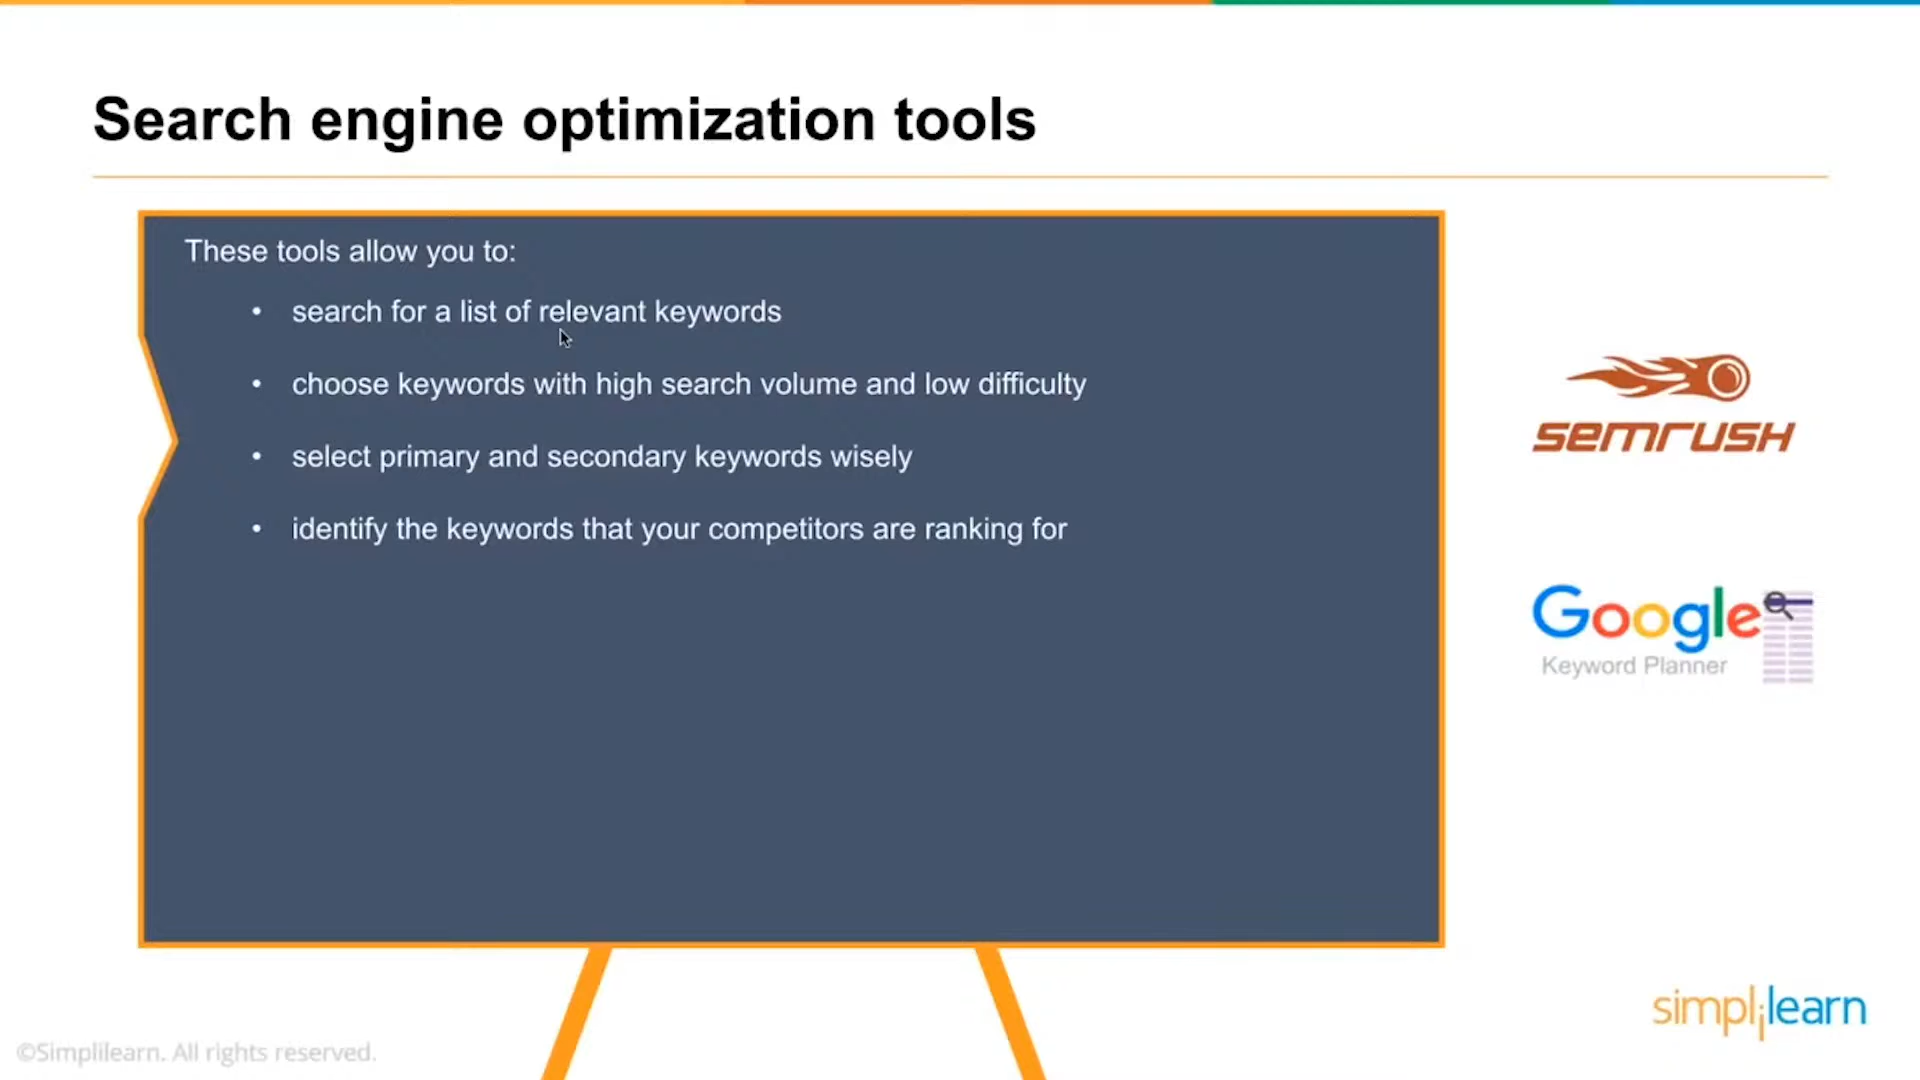 Search engine optimization tools
These tools allow you to:
• search for a list of relevant keywords
• choose keywords with high search volume and low difficulty
• select primary and secondary keywords wisely
• identify the keywords that your competitors are ranking for
semrush
Google
Keyword Planner
simplilearn
©Simplilearn. All rights reserved.